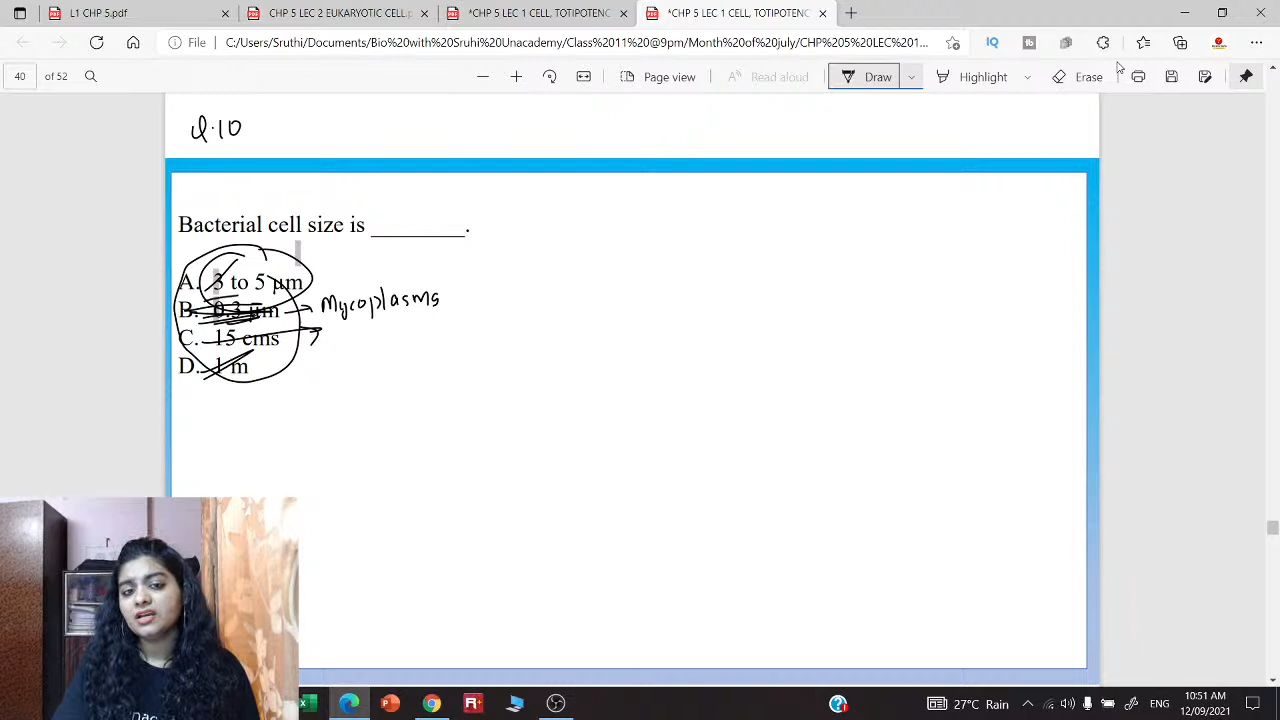 L1 CHP 5.pdf
CHP 5 LEC 2 EUKARYOTIC CELL.p
*CHP 5 LEC 1 CELL, TOTIPOTENC
*CHP 5 LEC 1 CELL, TOTIPOTENC
File C:/Users/Sruthi/Documents/Bio%20with%20Sruhi%20Unacademy/Class%2011%20@9pm/Month%20of%20july/CHP%205%20LEC%201...
40 of 52 Page view Read aloud Draw Highlight Erase
Q.10
Bacterial cell size is ________.
A. 3 to 5 μm
B. 0.3 μm
Mycoplasms
C. 15 cms
D. 1 m
27°C Rain ENG 10:51 AM
12/09/2021